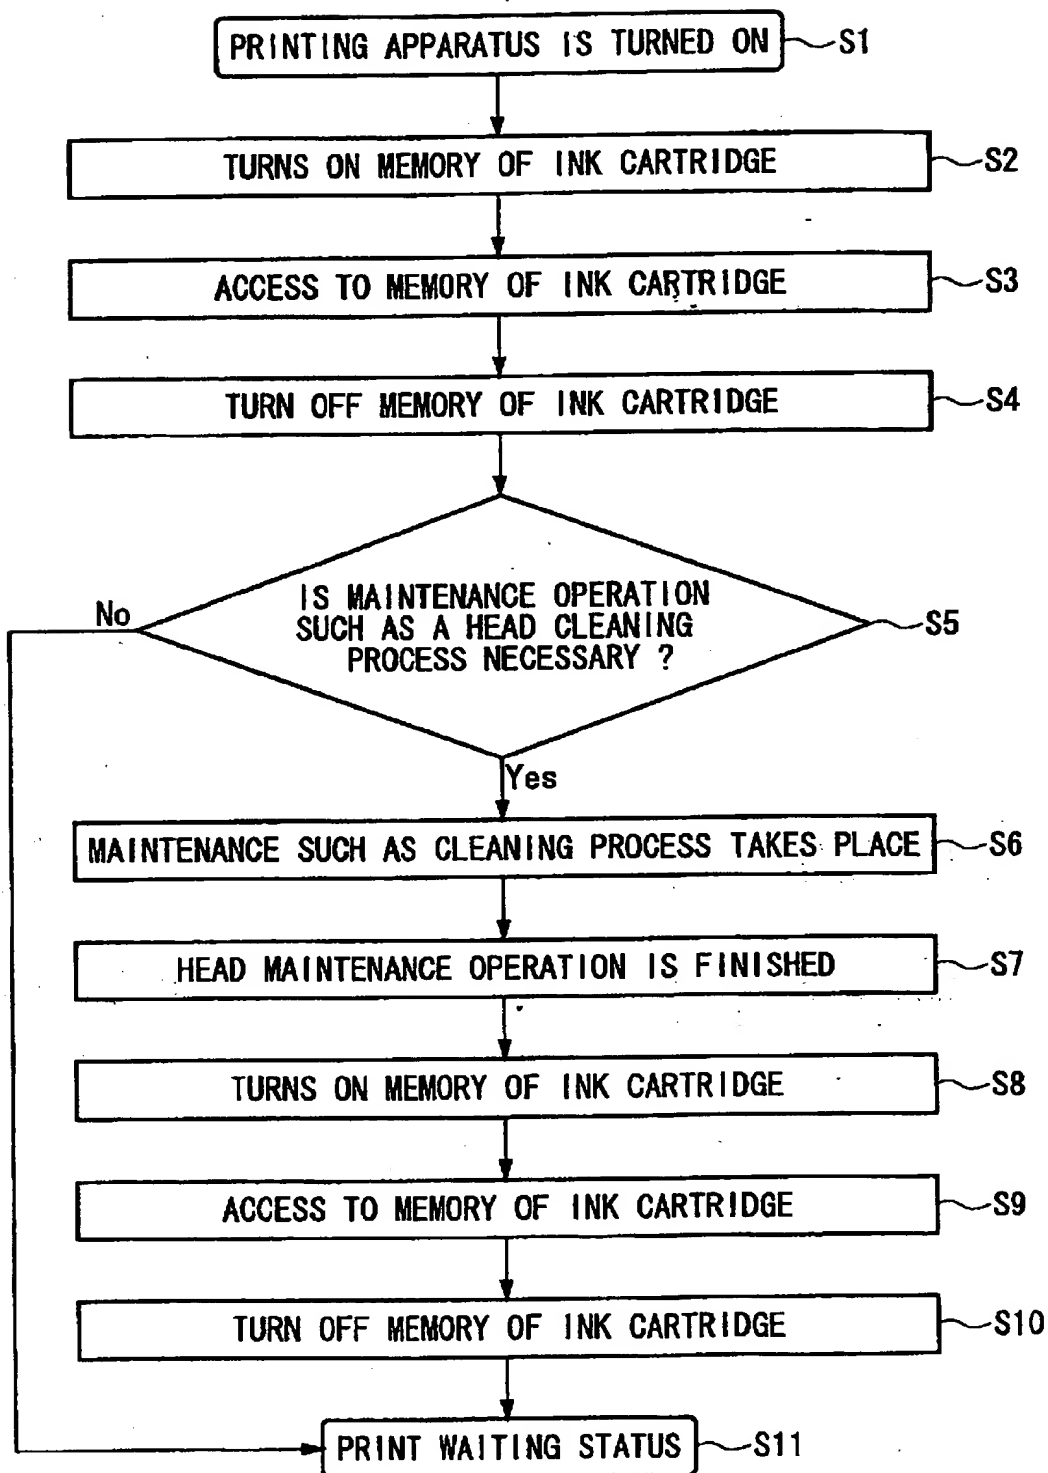 PRINTING APPARATUS IS TURNED ON S1
TURNS ON MEMORY OF INK CARTRIDGE S2
ACCESS TO MEMORY OF INK CARTRIDGE S3
TURN OFF MEMORY OF INK CARTRIDGE S4
IS MAINTENANCE OPERATION
No
SUCH AS A HEAD CLEANING S5
PROCESS NECESSARY ?
Yes
MAINTENANCE SUCH AS CLEANING PROCESS TAKES PLACE S6
HEAD MAINTENANCE OPERATION IS FINISHED S7
TURNS ON MEMORY OF INK CARTRIDGE S8
ACCESS TO MEMORY OF INK CARTRIDGE S9
TURN OFF MEMORY OF INK CARTRIDGE S10
PRINT WAITING STATUS S11